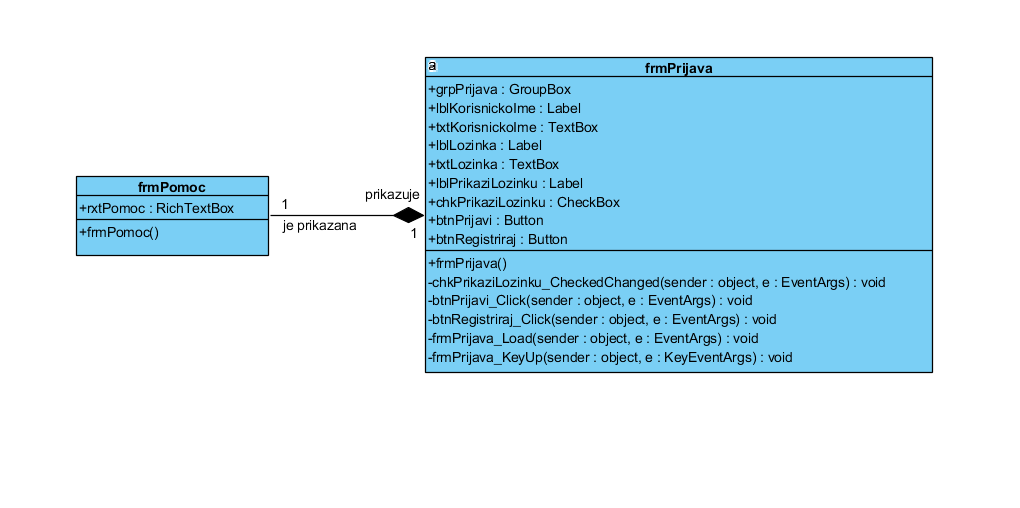 frmPomoc
+rxtPomoc : RichTextBox
+frmPomoc()
1
je prikazana
prikazuje
1
a
frmPrijava
+grpPrijava : GroupBox
+lblKorisnickoIme : Label
+txtKorisnickoIme : TextBox
+lblLozinka : Label
+txtLozinka : TextBox
+lblPrikaziLozinku : Label
+chkPrikaziLozinku : CheckBox
+btnPrijavi : Button
+btnRegistriraj : Button
+frmPrijava()
-chkPrikaziLozinku_CheckedChanged(sender : object, e : EventArgs) : void
-btnPrijavi_Click(sender : object, e : EventArgs) : void
-btnRegistriraj_Click(sender : object, e : EventArgs) : void
-frmPrijava_Load(sender : object, e : EventArgs) : void
-frmPrijava_KeyUp(sender : object, e : KeyEventArgs) : void